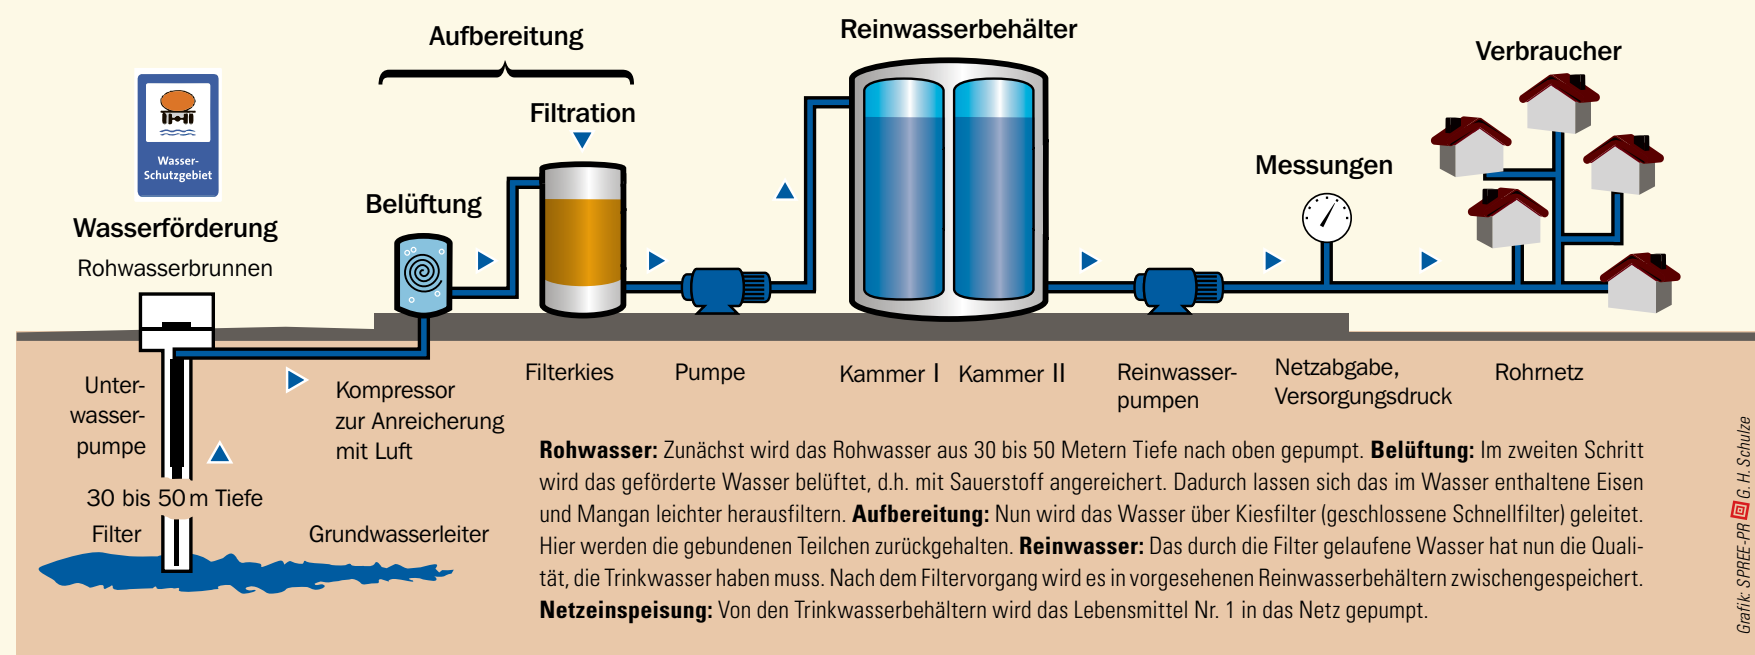 Aufbereitung
Reinwasserbehälter
Verbraucher
Filtration
Wasser-
Schutzgebiet
Messungen
Belüftung
Wasserförderung
Rohwasserbrunnen
Unter-
wasser-
pumpe
Kompressor
zur Anreicherung
mit Luft
Filterkies
Pumpe
Kammer I
Kammer II
Reinwasser-
pumpen
Netzabgabe,
Versorgungsdruck
Rohrnetz
30 bis 50 m Tiefe
Filter
Grundwasserleiter
Rohwasser: Zunächst wird das Rohwasser aus 30 bis 50 Metern Tiefe nach oben gepumpt. Belüftung: Im zweiten Schritt
wird das geförderte Wasser belüftet, d.h. mit Sauerstoff angereichert. Dadurch lassen sich das im Wasser enthaltene Eisen
und Mangan leichter herausfiltern. Aufbereitung: Nun wird das Wasser über Kiesfilter (geschlossene Schnellfilter) geleitet.
Hier werden die gebundenen Teilchen zurückgehalten. Reinwasser: Das durch die Filter gelaufene Wasser hat nun die Quali-
tät, die Trinkwasser haben muss. Nach dem Filtervorgang wird es in vorgesehenen Reinwasserbehältern zwischengespeichert.
Netzeinspeisung: Von den Trinkwasserbehältern wird das Lebensmittel Nr. 1 in das Netz gepumpt.
Grafik: SPREE-PR G. H. Schulze